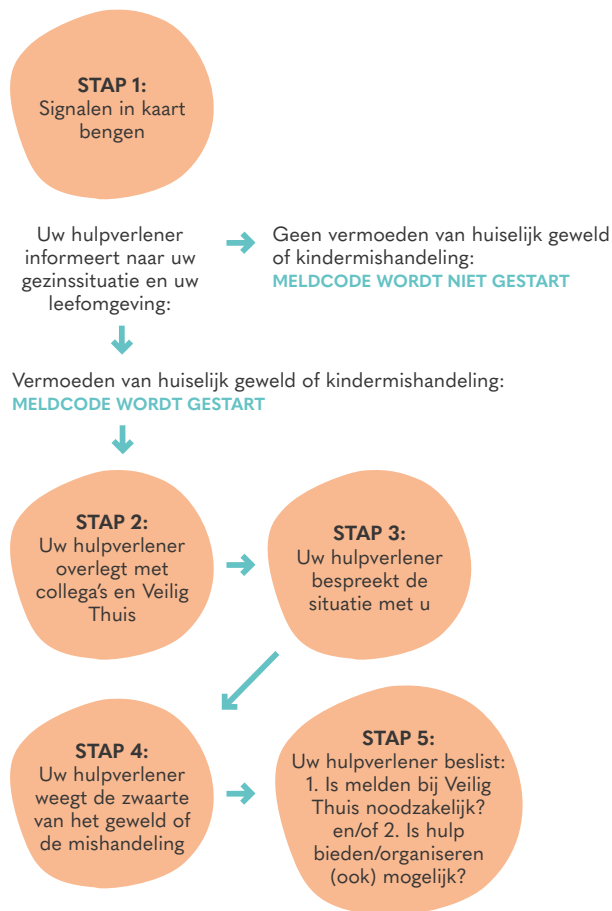 STAP 1:
Signalen in kaart
bengen
Uw hulpverlener
informeert naar uw
gezinssituatie en uw
leefomgeving:
Geen vermoeden van huiselijk geweld
of kindermishandeling:
MELDCODE WORDT NIET GESTART
Vermoeden van huiselijk geweld of kindermishandeling:
MELDCODE WORDT GESTART
STAP 2:
Uw hulpverlener
overlegt met
collega's en Veilig
Thuis
STAP 3:
Uw hulpverlener
bespreekt de
situatie met u
STAP 4:
Uw hulpverlener
weegt de zwaarte
van het geweld of
de mishandeling
STAP 5:
Uw hulpverlener beslist:
1. Is melden bij Veilig
Thuis noodzakelijk?
en/of 2. Is hulp
bieden/organiseren
(ook) mogelijk?